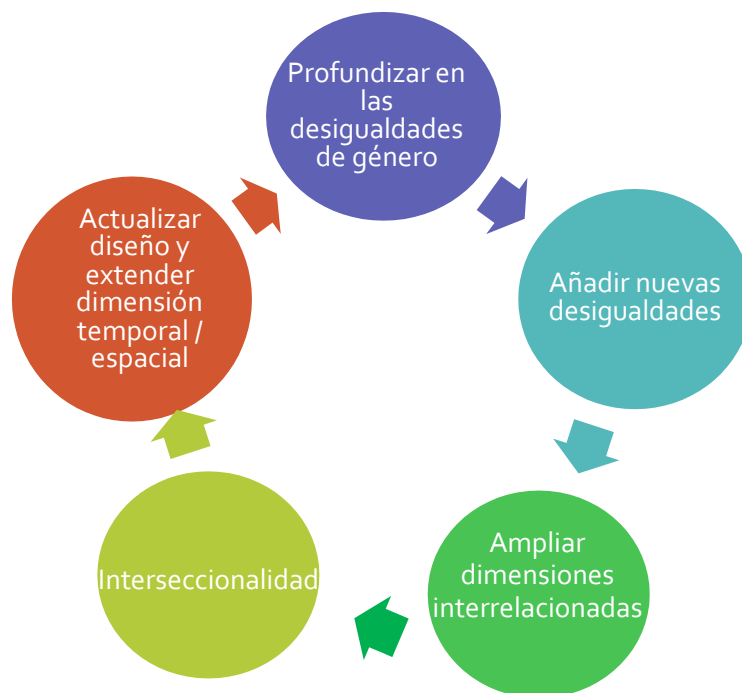 Profundizar en
las
desigualdades
de género
Añadir nuevas
desigualdades
Ampliar
dimensiones
interrelacionadas
Interseccionalidad
Actualizar
diseño y
extender
dimensión
temporal /
espacial